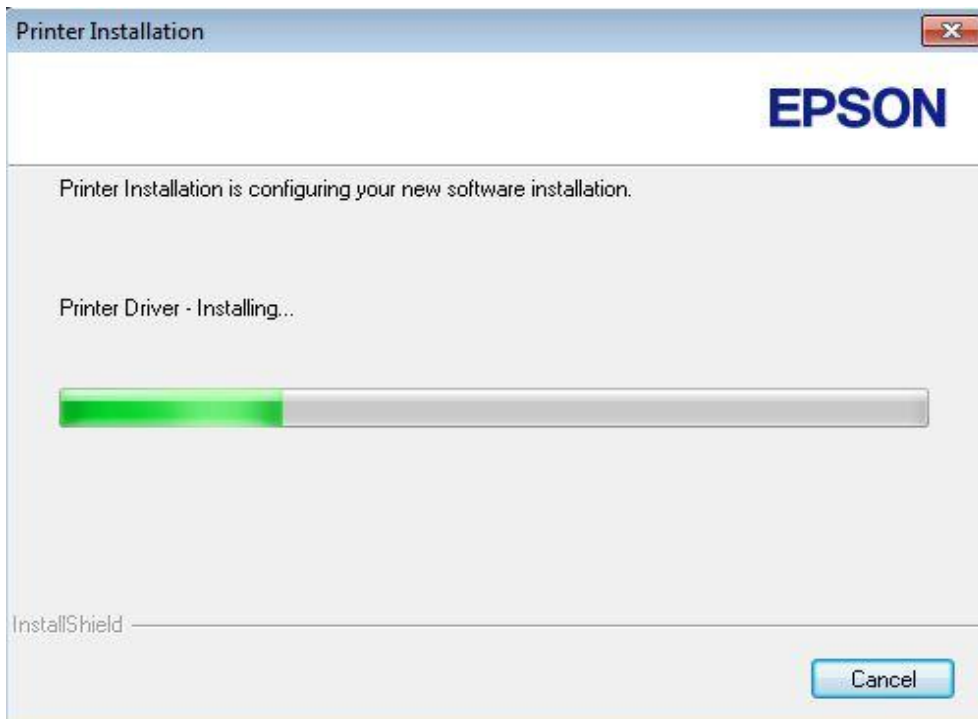 Printer Installation
EPSON
Printer Installation is configuring your new software installation.
Printer Driver - Installing...
InstallShield
Cancel